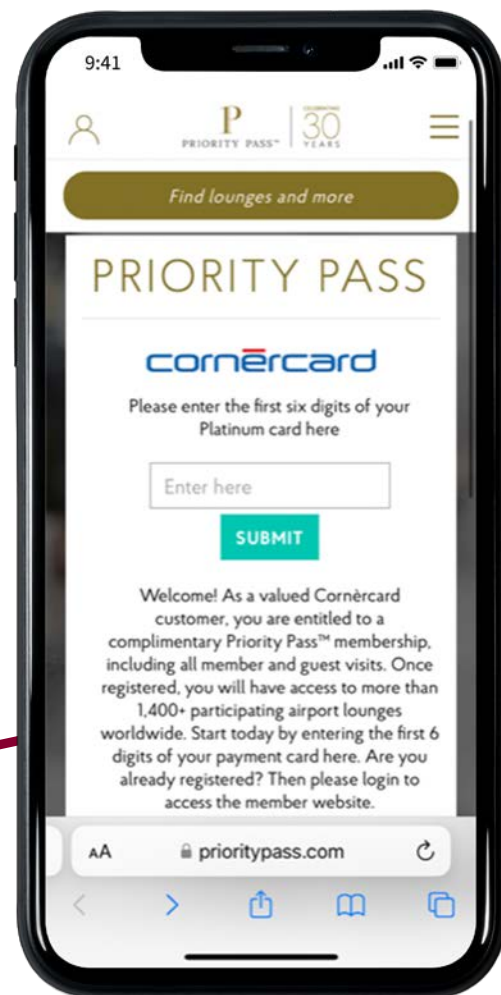 9:41
P
PRIORITY PASS™
CELEBRATING
30
YEARS
Find lounges and more
PRIORITY PASS
cornèrcard
Please enter the first six digits of your
Platinum card here
Enter here
SUBMIT
Welcome! As a valued Cornèrcard
customer, you are entitled to a
complimentary Priority Pass™ membership,
including all member and guest visits. Once
registered, you will have access to more than
1,400+ participating airport lounges
worldwide. Start today by entering the first 6
digits of your payment card here. Are you
already registered? Then please login to
access the member website.
AA
prioritypass.com